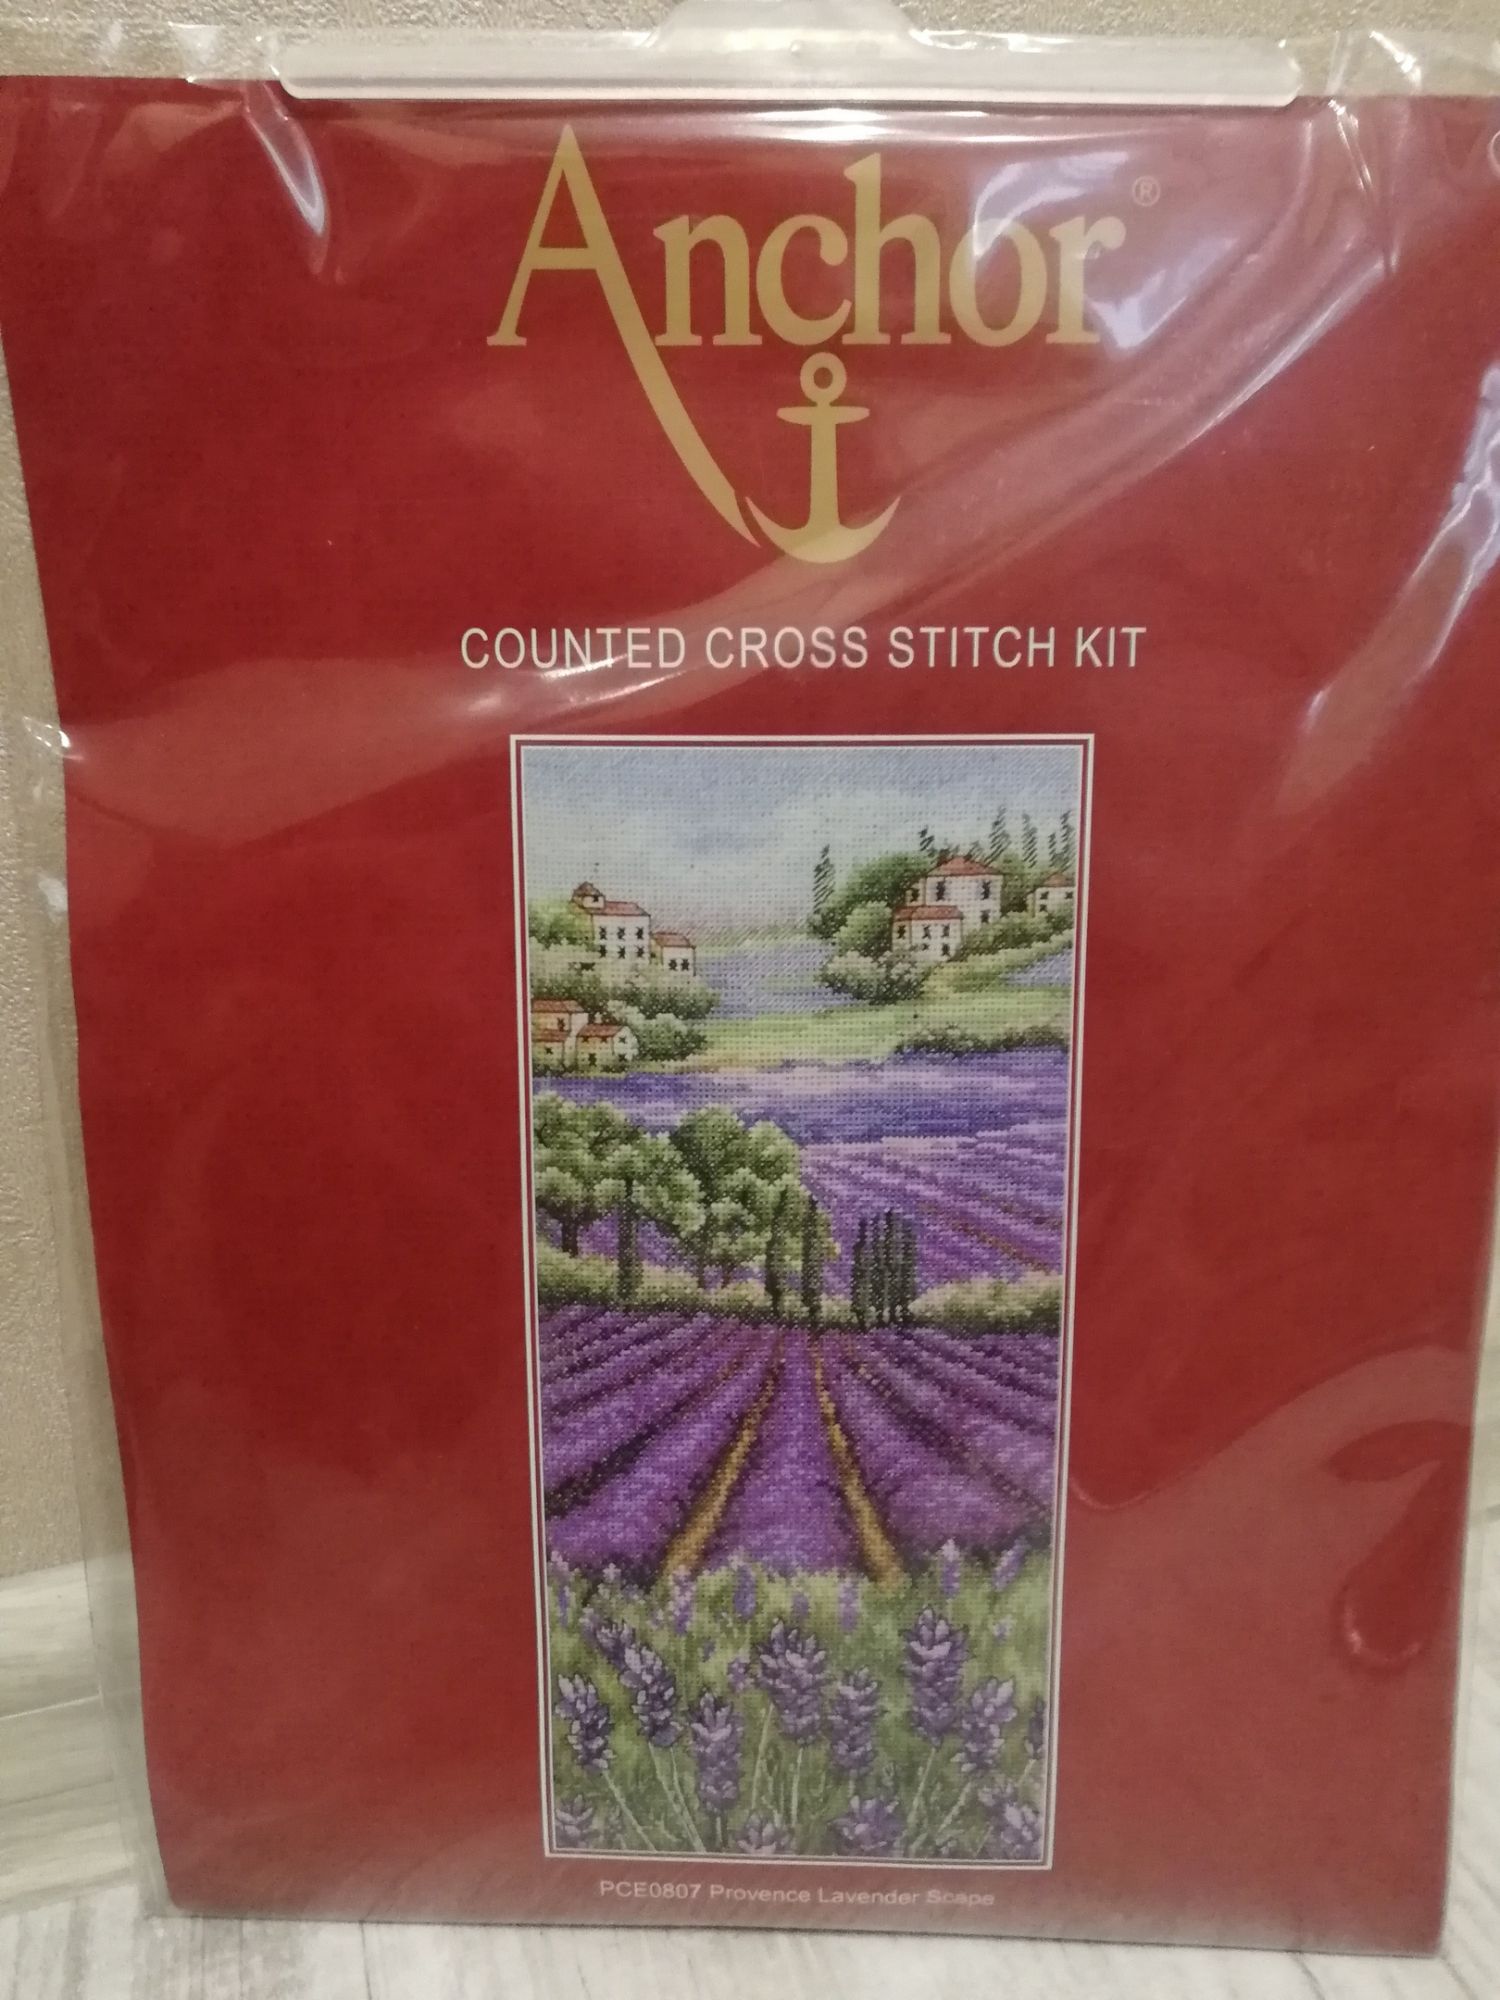 Anchor®
COUNTED CROSS STITCH KIT
PCE0807 Provence Lavender Scape